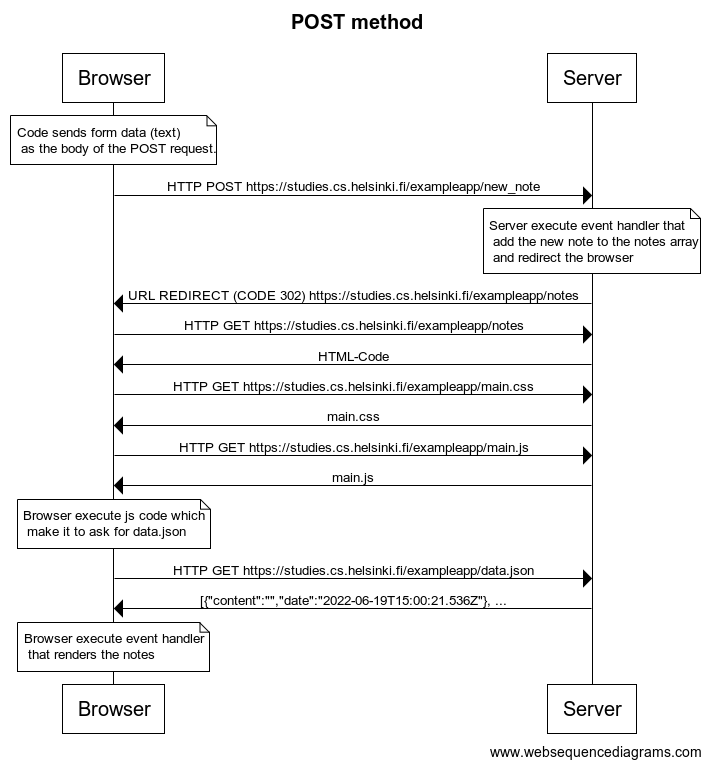 POST method
Browser
Server
Code sends form data (text)
as the body of the POST request.
HTTP POST https://studies.cs.helsinki.fi/exampleapp/new_note
Server execute event handler that
add the new note to the notes array
and redirect the browser
URL REDIRECT (CODE 302) https://studies.cs.helsinki.fi/exampleapp/notes
HTTP GET https://studies.cs.helsinki.fi/exampleapp/notes
HTML-Code
HTTP GET https://studies.cs.helsinki.fi/exampleapp/main.css
main.css
HTTP GET https://studies.cs.helsinki.fi/exampleapp/main.js
main.js
Browser execute js code which
make it to ask for data.json
HTTP GET https://studies.cs.helsinki.fi/exampleapp/data.json
[{"content":"","date":"2022-06-19T15:00:21.536Z"}, ...
Browser execute event handler
that renders the notes
Browser
Server
www.websequencediagrams.com